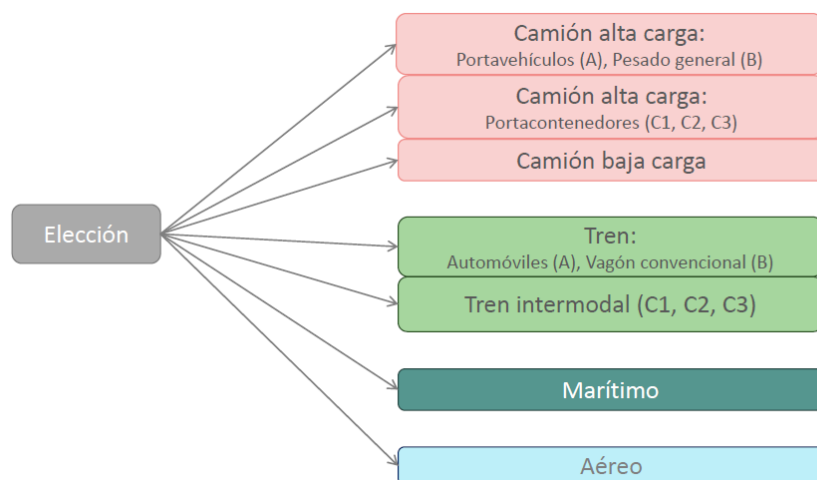 Elección
Camión alta carga:
Portavehículos (A), Pesado general (B)
Camión alta carga:
Portacontenedores (C1, C2, C3)
Camión baja carga
Tren:
Automóviles (A), Vagón convencional (B)
Tren intermodal (C1, C2, C3)
Marítimo
Aéreo